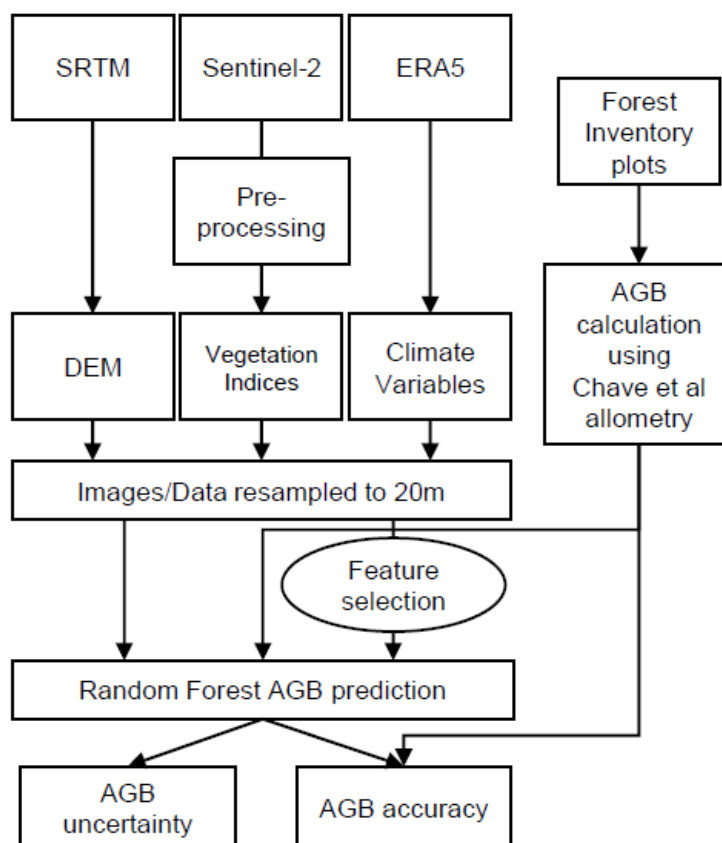 SRTM
Sentinel-2
ERA5
Forest
Inventory
plots
Pre-
processing
AGB
calculation
using
Chave et al
allometry
DEM
Vegetation
Indices
Climate
Variables
Images/Data resampled to 20m
Feature
selection
Random Forest AGB prediction
AGB
uncertainty
AGB accuracy